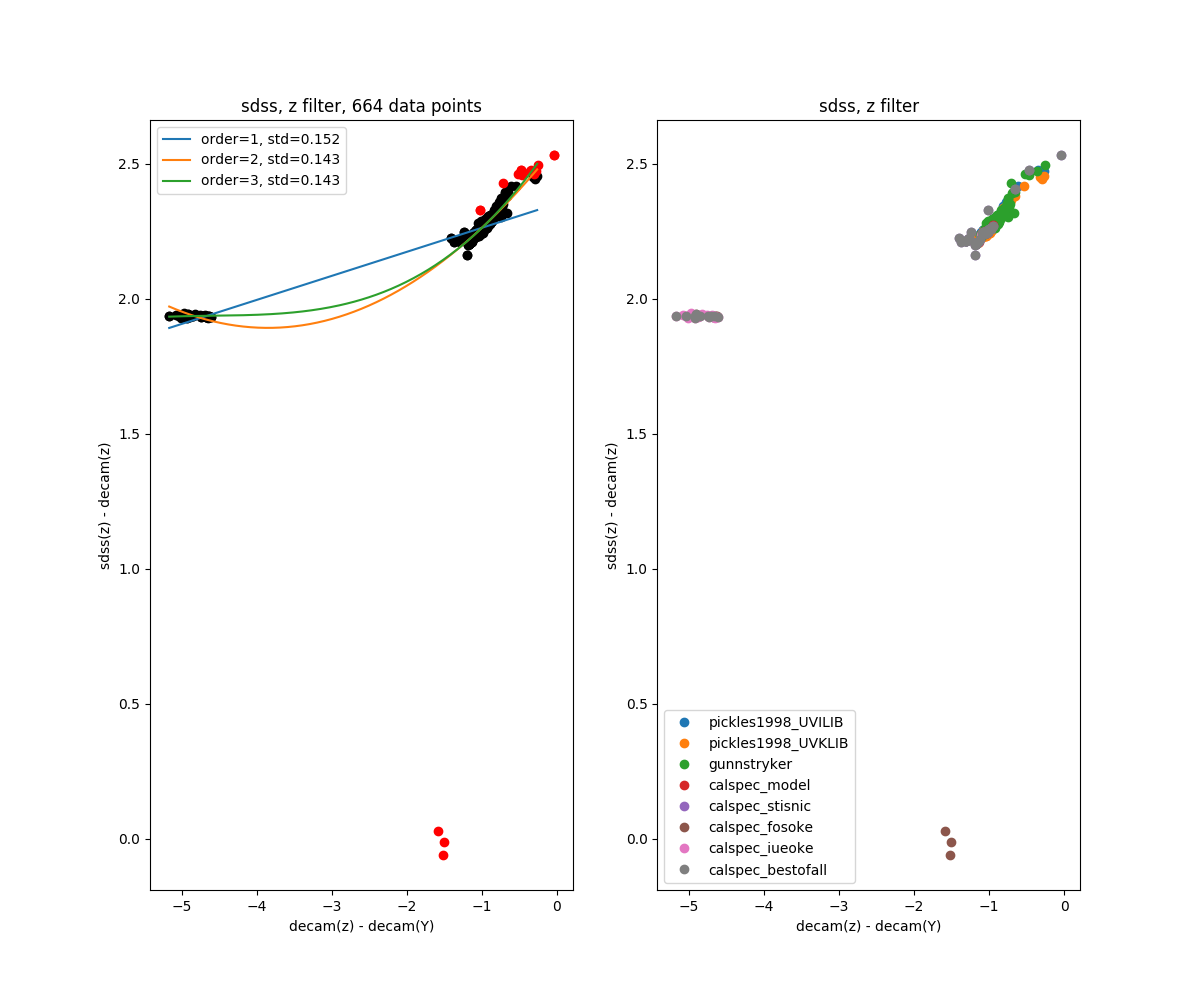 sdss, z filter, 664 data points
order=1, std=0.152
order=2, std=0.143
order=3, std=0.143
2.5
2.0
1.5
1.0
0.5
0.0
sdss(z) - decam(z)
−5
−4
−3
−2
−1
0
decam(z) - decam(Y)
sdss, z filter
2.5
2.0
1.5
1.0
0.5
0.0
sdss(z) - decam(z)
pickles1998_UVILIB
pickles1998_UVKLIB
gunnstryker
calspec_model
calspec_stisnic
calspec_fosoke
calspec_iueoke
calspec_bestofall
−5
−4
−3
−2
−1
0
decam(z) - decam(Y)